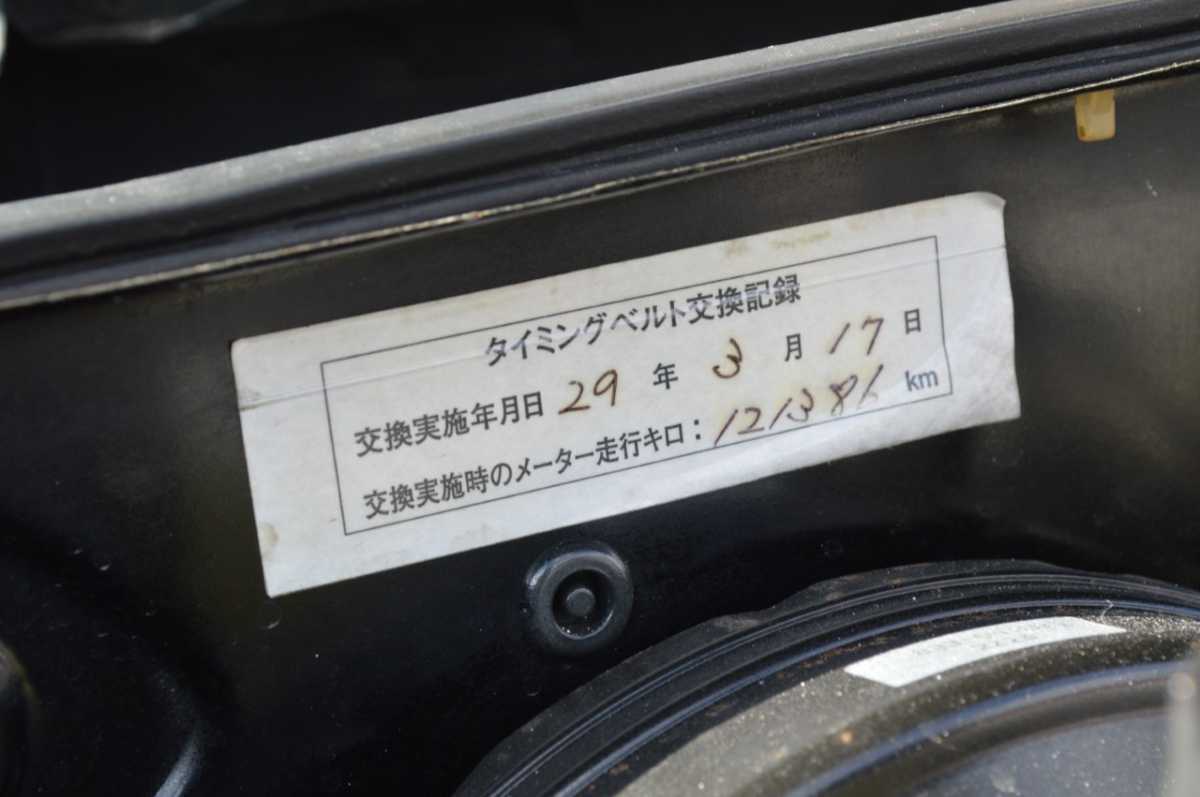 タイミングベルト交換記録
交換実施年月日 29 年 3 月 17 日
交換実施時のメーター走行キロ：121386 km